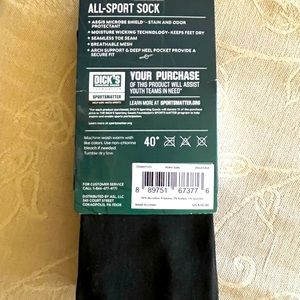 ALL-SPORT SOCK
• AEGIS MICROBE SHIELD™ - STAIN AND ODOR
PROTECTANT
• MOISTURE WICKING TECHNOLOGY-KEEPS FEET DRY
• SEAMLESS TOE SEAM
• BREATHABLE MESH
• ARCH SUPPORT & DEEP HEEL POCKET PROVIDE A
SECURE FIT
DICK'S
SPORTSMATTER
YOUR PURCHASE
OF THIS PRODUCT WILL ASSIST
YOUTH TEAMS IN NEED*
LEARN MORE AT SPORTSMATTER.ORG
Machine wash warm with
like colors. Use non-chlorine
bleach if needed.
Tumble dry low.
40°
FOR CUSTOMER SERVICE
CALL 1-866-677-4771
DISTRIBUTED BY: ASI, LLC
345 COURT STREET
CORAOPOLIS, PA 15108
8 89751 67377 6